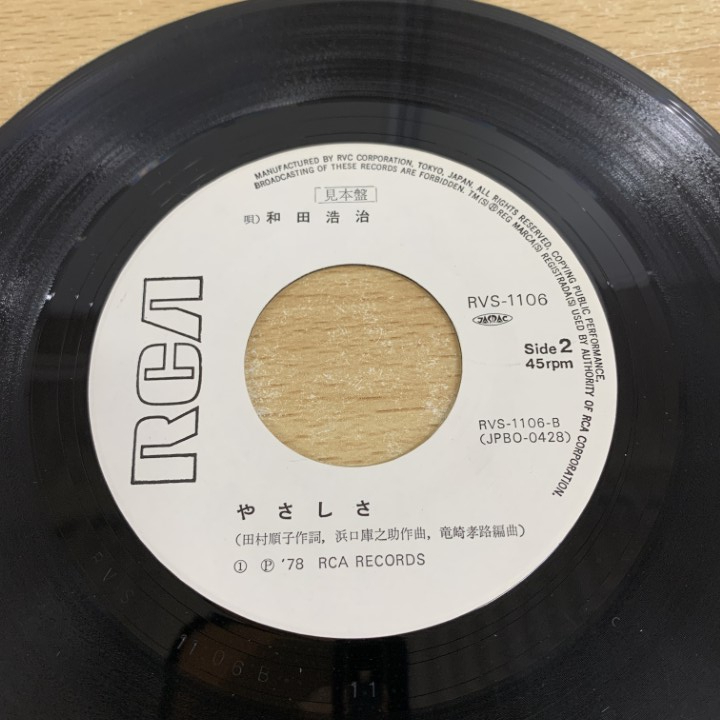 MANUFACTURED BY RVC CORPORATION, TOKYO, JAPAN. ALL RIGHTS RESERVED, COPYING PUBLIC PERFORMANCE,
BROADCASTING OF THESE RECORDS ARE FORBIDDEN. TM(S) ® REG MARCA(S) REGISTRADA(S) USED BY AUTHORITY OF RCA CORPORATION.
見本盤
唄) 和田浩治
RCA
RVS-1106
JASRAC
Side 2
45rpm
RVS-1106-B
(JPBO-0428)
やさしさ
(田村順子作詞, 浜口庫之助作曲, 竜崎孝路編曲)
① ℗ '78 RCA RECORDS
RVS
1106B
11